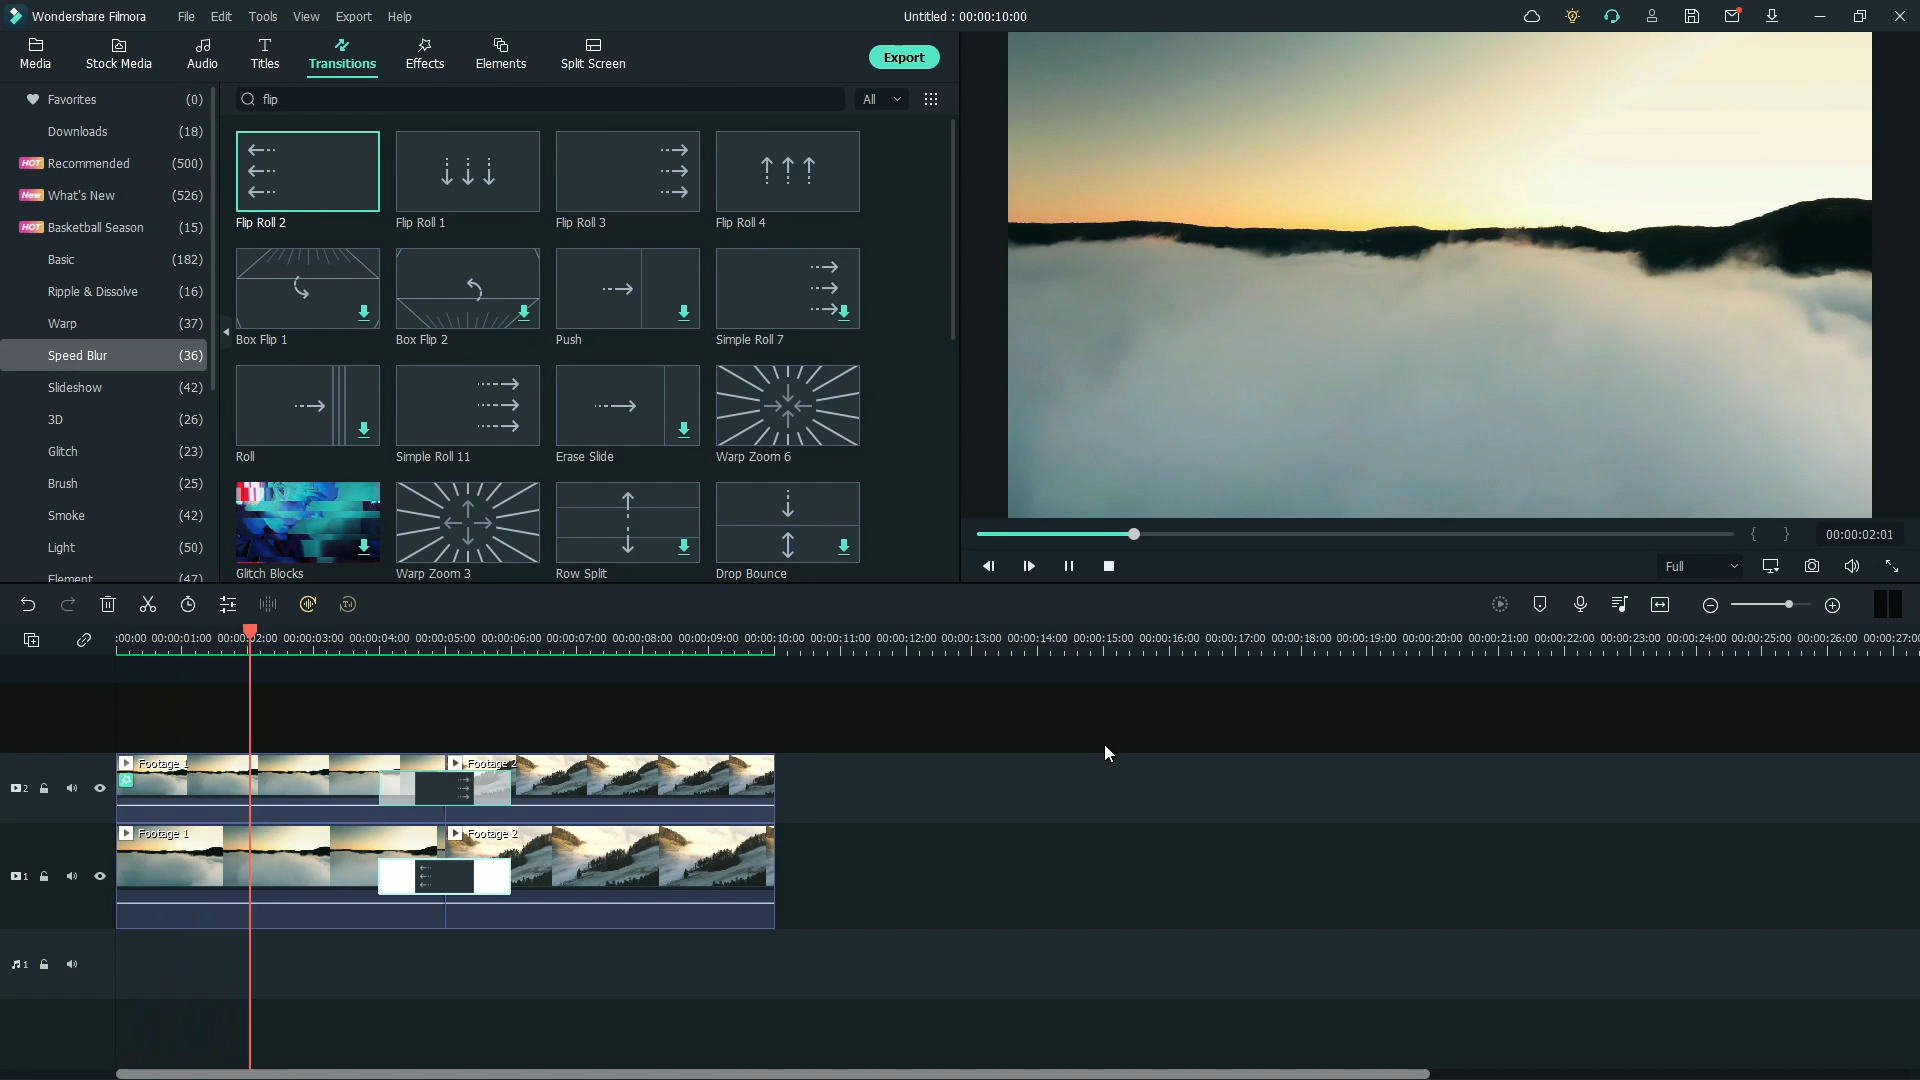 Wondershare Filmora File Edit Tools View Export Help Untitled : 00:00:10:00
Media Stock Media Audio Titles Transitions Effects Elements Split Screen Export
Favorites (0)
Downloads (18)
HOT Recommended (500)
New What's New (526)
HOT Basketball Season (15)
Basic (182)
Ripple & Dissolve (16)
Warp (37)
Speed Blur (36)
Slideshow (42)
3D (26)
Glitch (23)
Brush (25)
Smoke (42)
Light (50)
Element (47)
flip All
Flip Roll 2 Flip Roll 1 Flip Roll 3 Flip Roll 4
Box Flip 1 Box Flip 2 Push Simple Roll 7
Roll Simple Roll 11 Erase Slide Warp Zoom 6
Glitch Blocks Warp Zoom 3 Row Split Drop Bounce
{ } 00:00:02:01
Full
:00:00 00:00:01:00 00:00:02:00 00:00:03:00 00:00:04:00 00:00:05:00 00:00:06:00 00:00:07:00 00:00:08:00 00:00:09:00 00:00:10:00 00:00:11:00 00:00:12:00 00:00:13:00 00:00:14:00 00:00:15:00 00:00:16:00 00:00:17:00 00:00:18:00 00:00:19:00 00:00:20:00 00:00:21:00 00:00:22:00 00:00:23:00 00:00:24:00 00:00:25:00 00:00:26:00 00:00:27:0
Footage 1 Footage 2
2
Footage 1 Footage 2
1
1